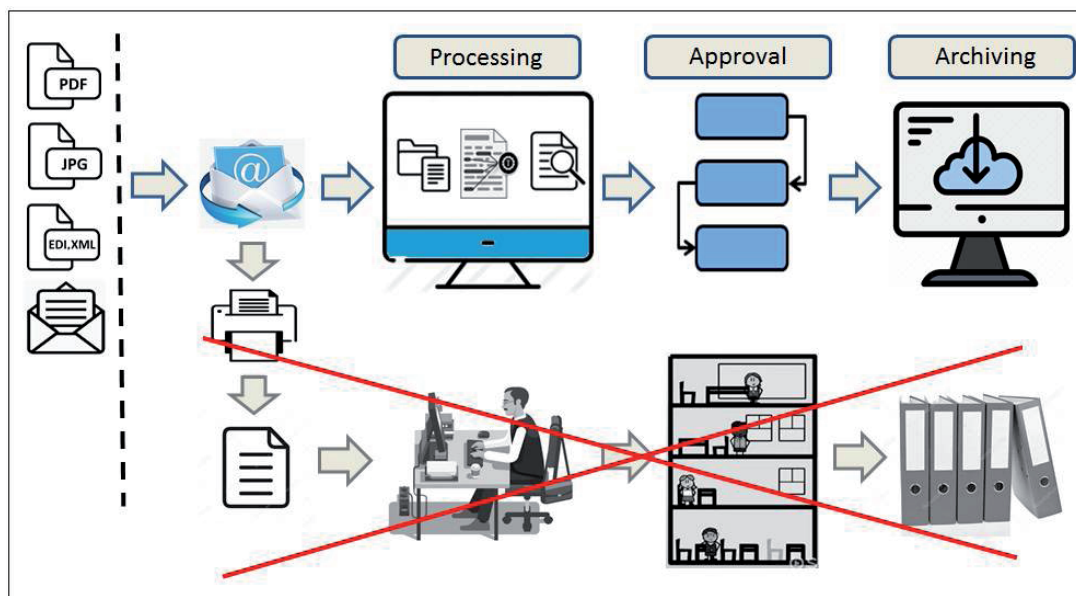 Processing
Approval
Archiving
PDF
JPG
EDI,XML
@